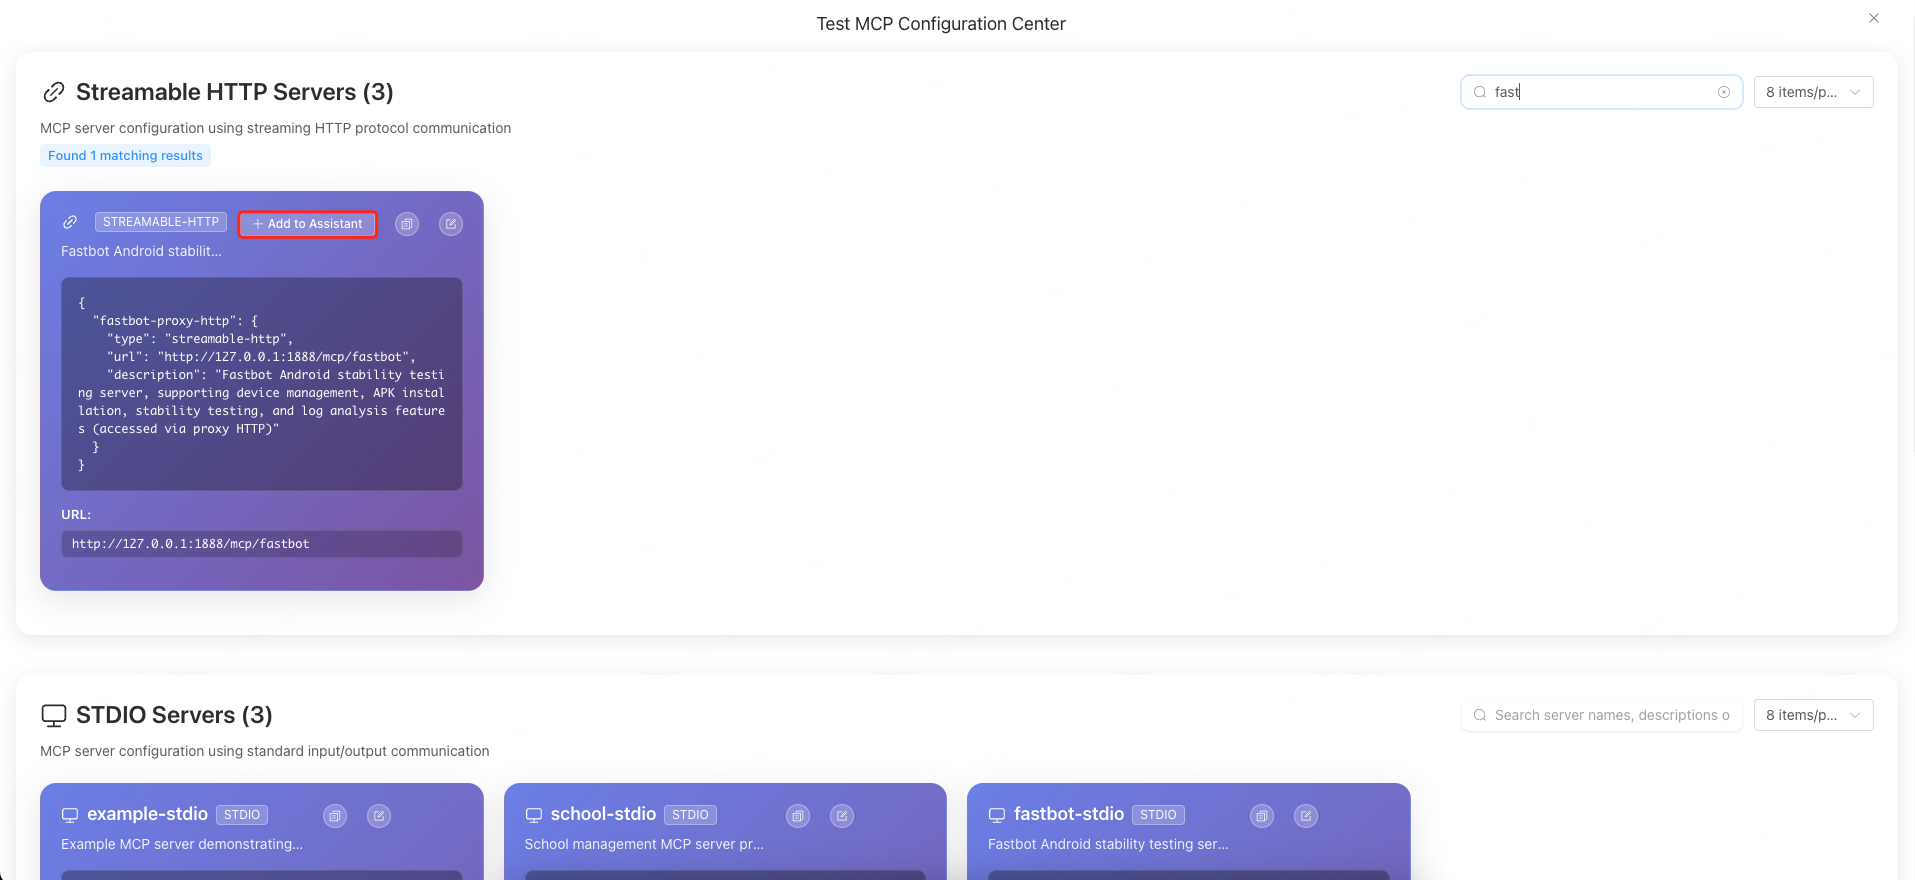 Test MCP Configuration Center
Streamable HTTP Servers (3)
fast
8 items/p...
MCP server configuration using streaming HTTP protocol communication
Found 1 matching results
STREAMABLE-HTTP
+ Add to Assistant
Fastbot Android stabilit...
{
"fastbot-proxy-http": {
"type": "streamable-http",
"url": "http://127.0.0.1:1888/mcp/fastbot",
"description": "Fastbot Android stability testi
ng server, supporting device management, APK instal
lation, stability testing, and log analysis feature
s (accessed via proxy HTTP)"
}
}
URL:
http://127.0.0.1:1888/mcp/fastbot
STDIO Servers (3)
Search server names, descriptions o
8 items/p...
MCP server configuration using standard input/output communication
example-stdio STDIO
Example MCP server demonstrating...
school-stdio STDIO
School management MCP server pr...
fastbot-stdio STDIO
Fastbot Android stability testing ser...